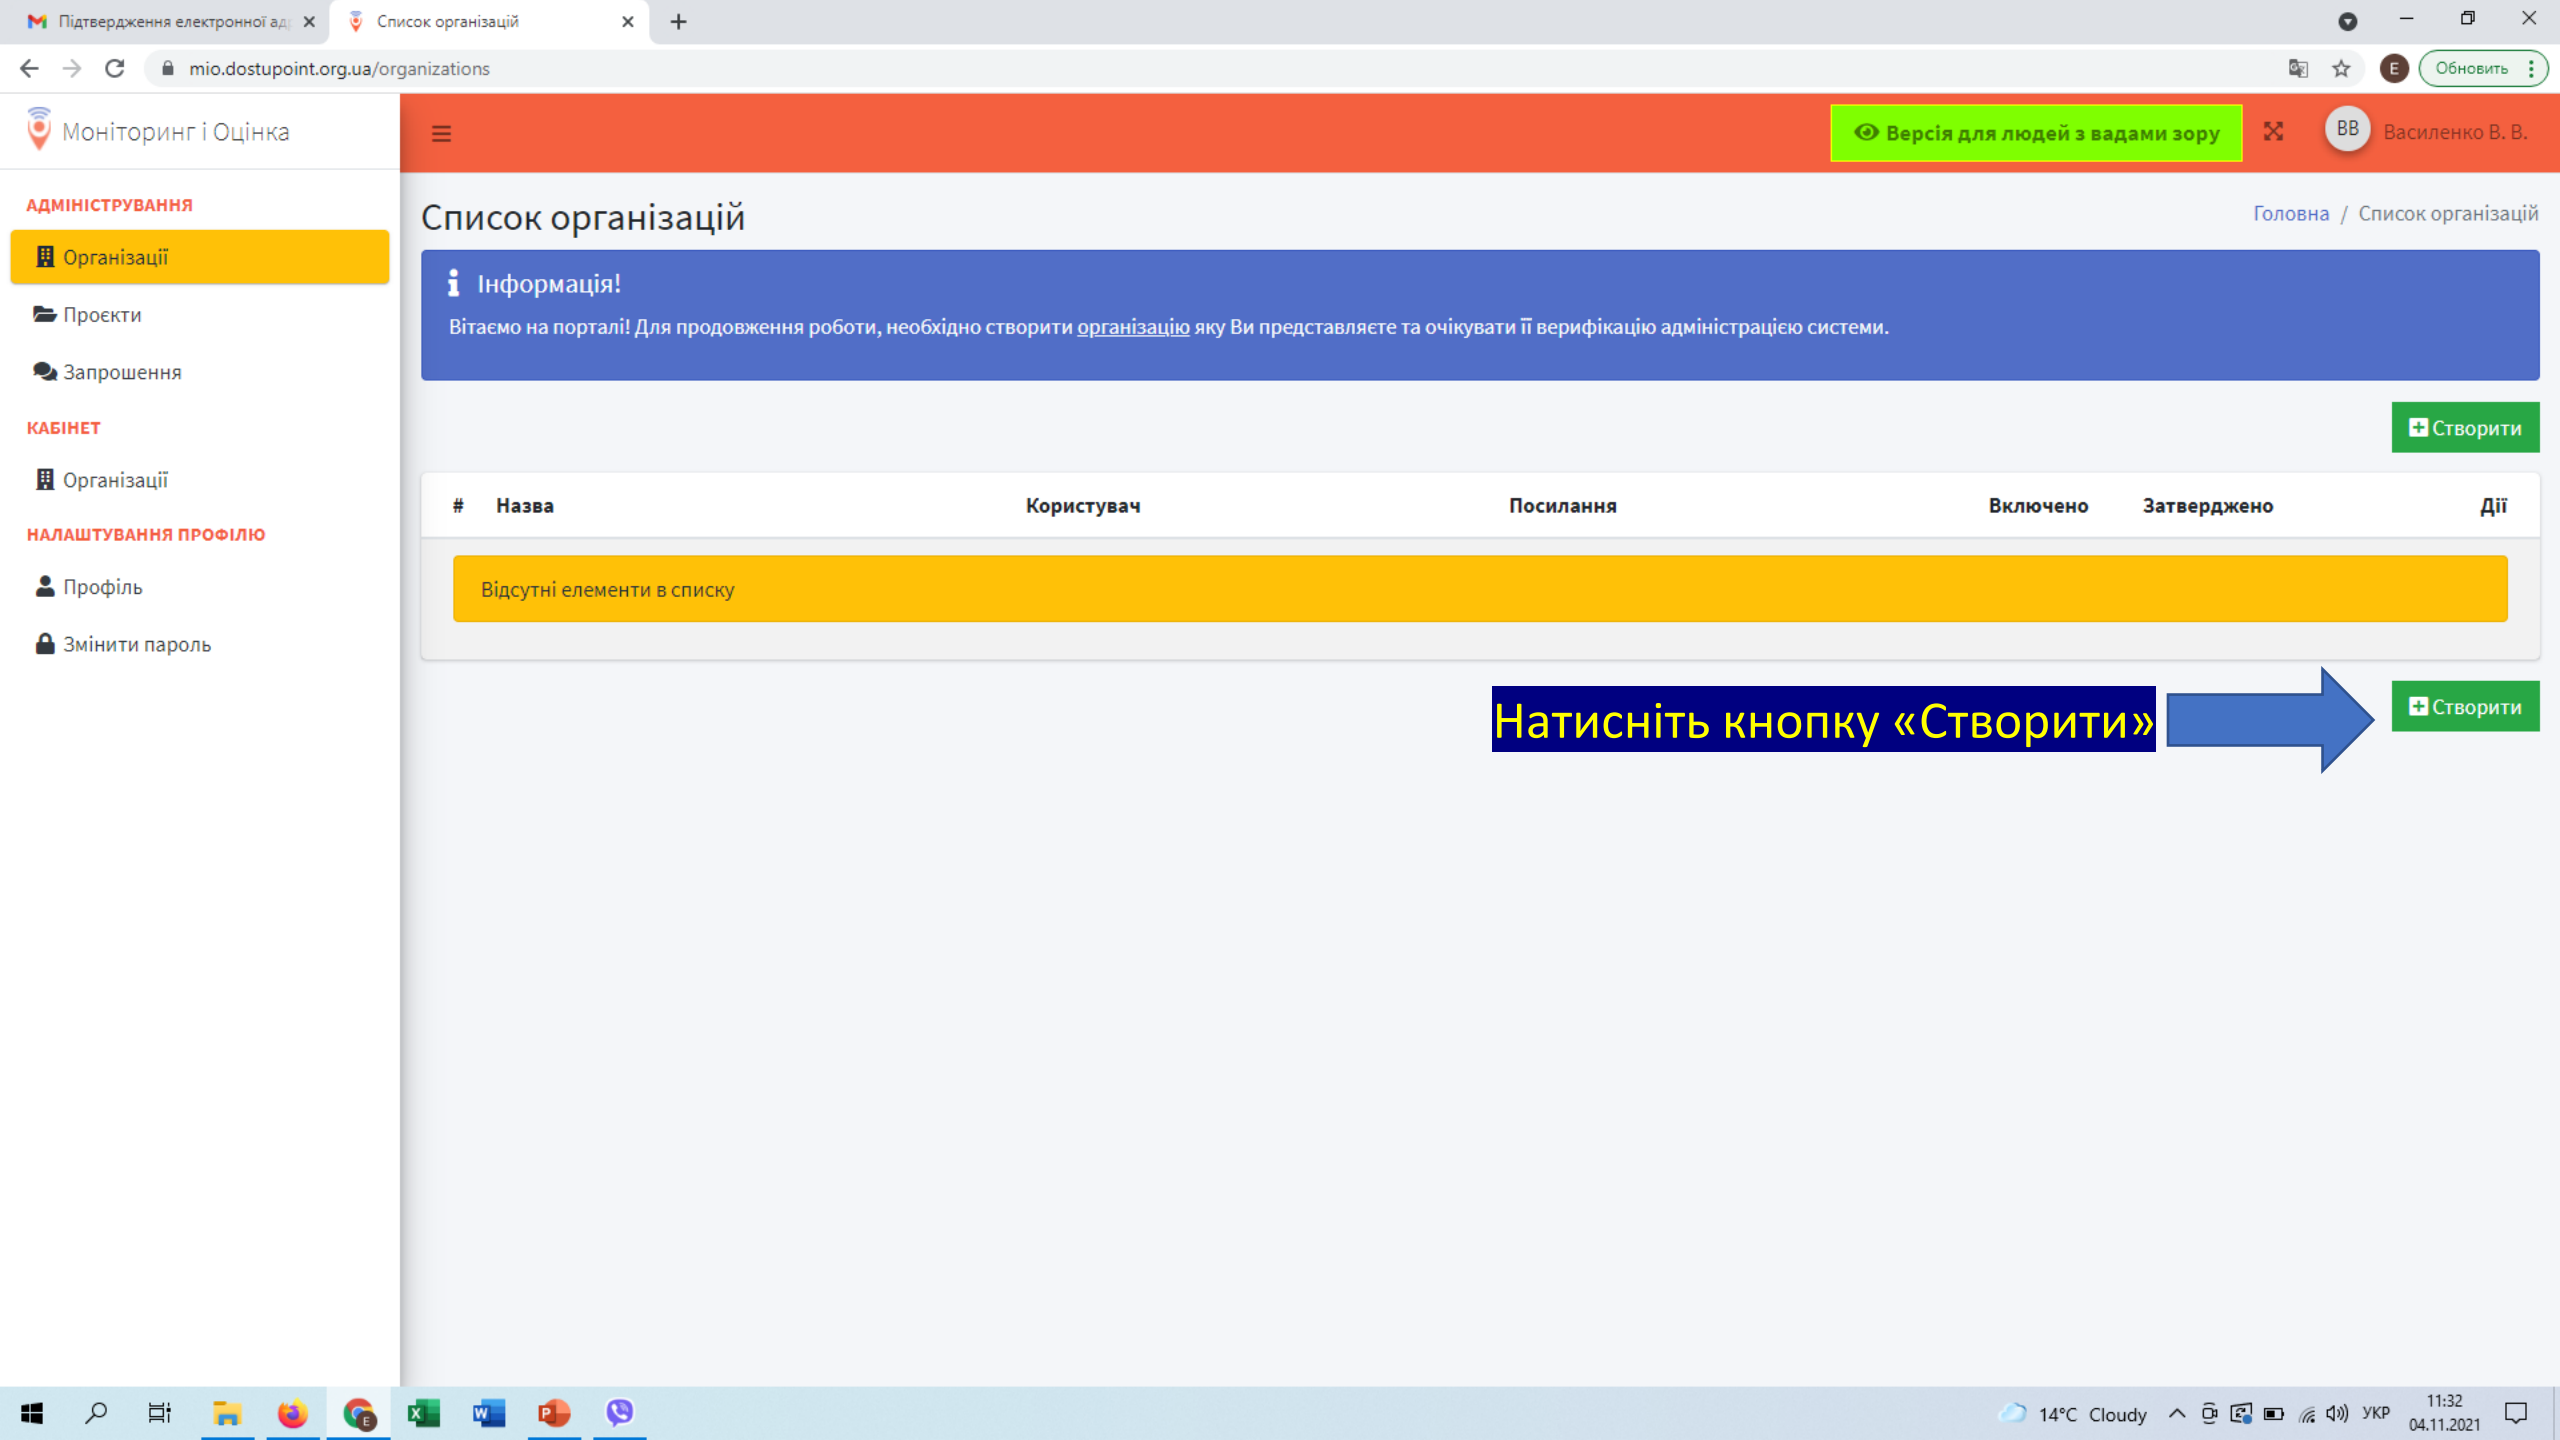 Підтвердження електронної ад
Список організацій
mio.dostupoint.org.ua/organizations
E
Обновить
Моніторинг і Оцінка
Версія для людей з вадами зору
ВВ
Василенко В. В.
АДМІНІСТРУВАННЯ
Організації
Проєкти
Запрошення
КАБІНЕТ
Організації
НАЛАШТУВАННЯ ПРОФІЛЮ
Профіль
Змінити пароль
Список організацій
Головна / Список організацій
Інформація!
Вітаємо на порталі! Для продовження роботи, необхідно створити організацію яку Ви представляєте та очікувати її верифікацію адміністрацією системи.
Створити
# Назва Користувач Посилання Включено Затверджено Дії
Відсутні елементи в списку
Натисніть кнопку «Створити»
Створити
14°C Cloudy
УКР
11:32
04.11.2021